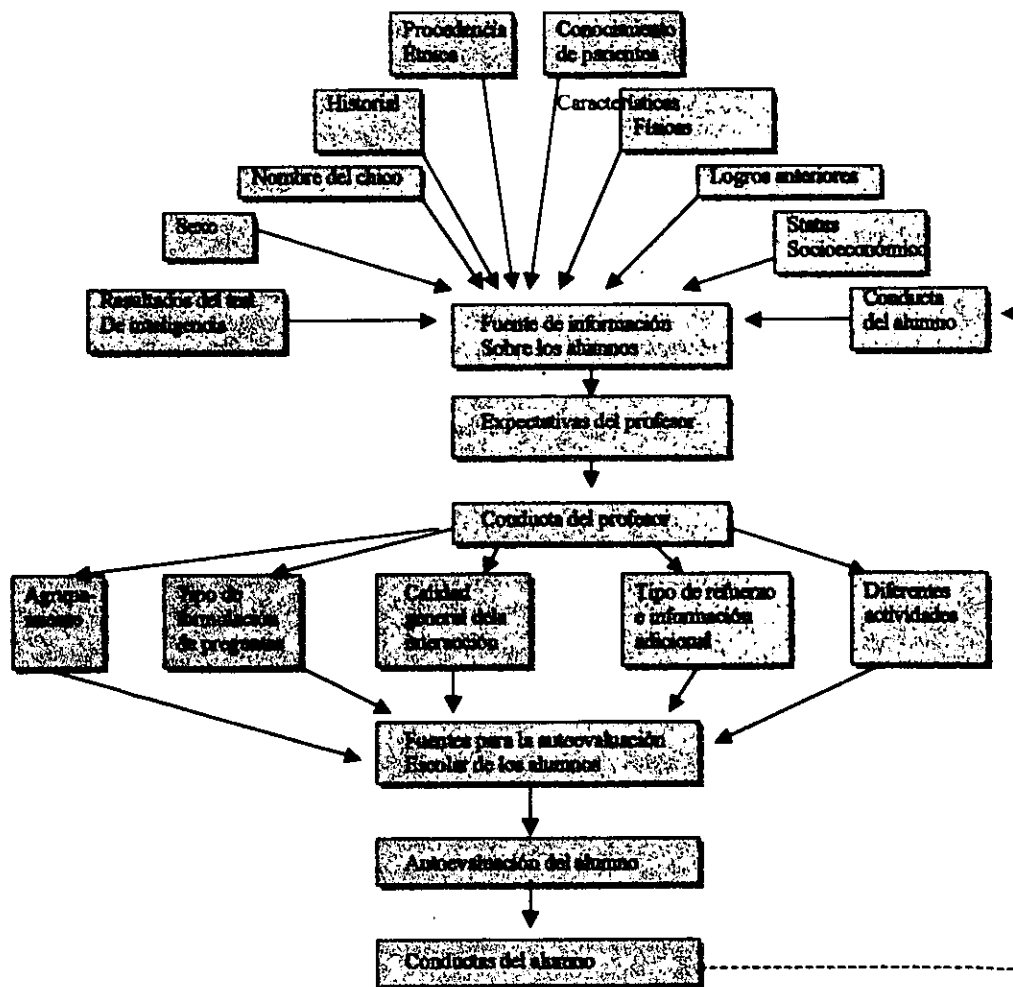 Procedencia
Étnica
Conocimiento
de parientes
Historial
Características
Físicas
Nombre del chico
Logros anteriores
Sexo
Status
Socioeconómico
Resultados del test
De inteligencia
Fuente de información
Sobre los alumnos
Conducta
del alumno
Expectativas del profesor
Conducta del profesor
Agrupa-
miento
Tipo de
formulación
de preguntas
Calidad
general dela
interacción
Tipo de refuerzo
e información
adicional
Diferentes
actividades
Fuentes para la autoevaluación
Escolar de los alumnos
Autoevaluación del alumno
Conductas del alumno